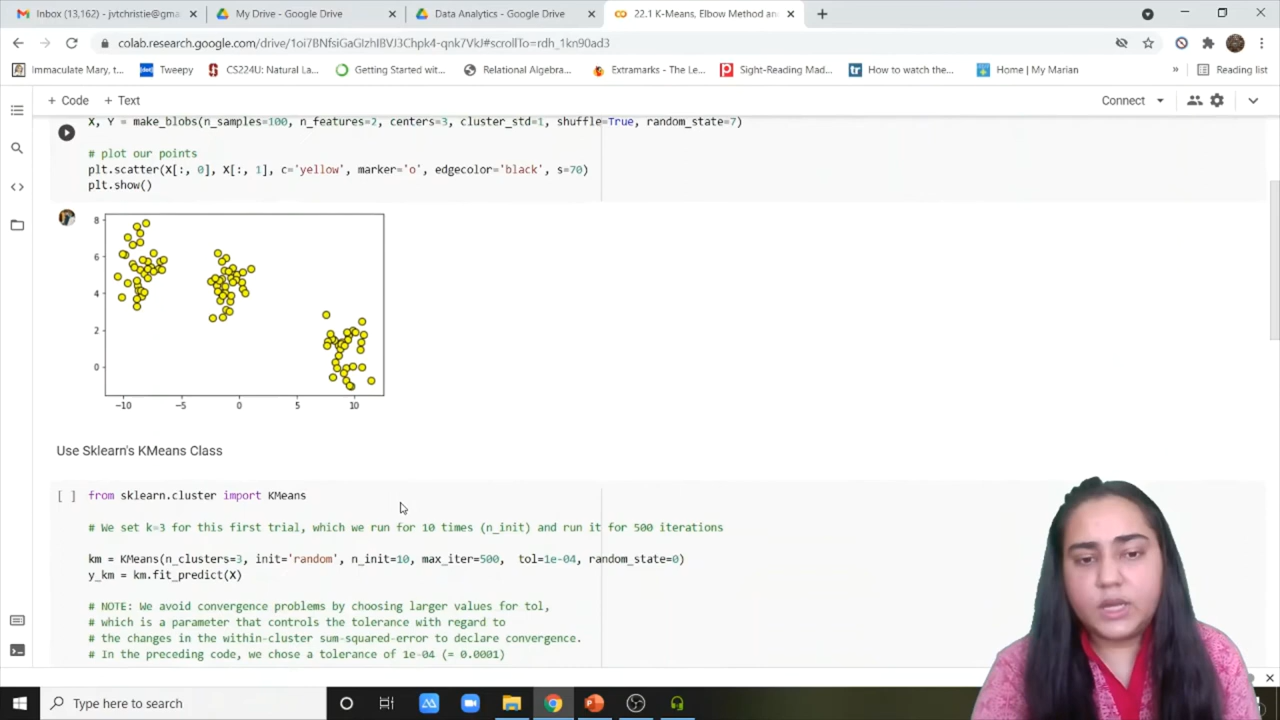 Inbox (13,162) - jvtchristie@gma
My Drive - Google Drive
Data Analytics - Google Drive
22.1 K-Means, Elbow Method and
colab.research.google.com/drive/1oi7BNfsiGaGlzhIBVJ3Chpk4-qnk7VkJ#scrollTo=rdh_1kn90ad3
Immaculate Mary, t...
Tweepy
CS224U: Natural La...
Getting Started wit...
Relational Algebra...
Extramarks - The Le...
Sight-Reading Mad...
How to watch the...
Home | My Marian
»
Reading list
+ Code + Text
Connect
X, Y = make_blobs(n_samples=100, n_features=2, centers=3, cluster_std=1, shuffle=True, random_state=7)
# plot our points
plt.scatter(X[:, 0], X[:, 1], c='yellow', marker='o', edgecolor='black', s=70)
plt.show()
8
6
4
2
0
−10 −5 0 5 10
Use Sklearn's KMeans Class
[ ] from sklearn.cluster import KMeans
# We set k=3 for this first trial, which we run for 10 times (n_init) and run it for 500 iterations
km = KMeans(n_clusters=3, init='random', n_init=10, max_iter=500, tol=1e-04, random_state=0)
y_km = km.fit_predict(X)
# NOTE: We avoid convergence problems by choosing larger values for tol,
# which is a parameter that controls the tolerance with regard to
# the changes in the within-cluster sum-squared-error to declare convergence.
# In the preceding code, we chose a tolerance of 1e-04 (= 0.0001)
Type here to search